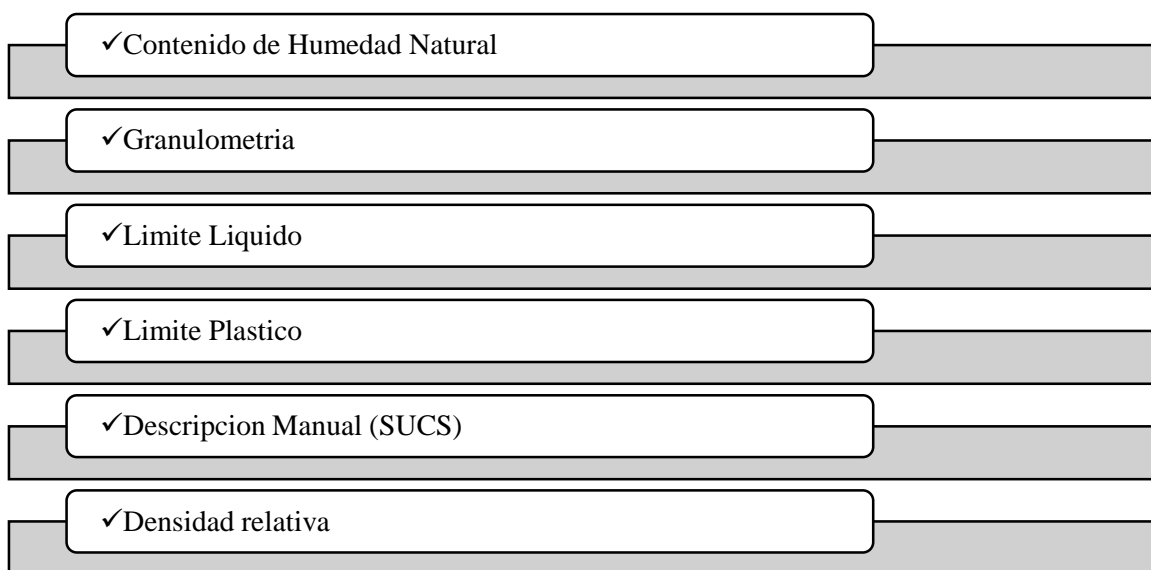 ✓Contenido de Humedad Natural
✓Granulometria
✓Limite Liquido
✓Limite Plastico
✓Descripcion Manual (SUCS)
✓Densidad relativa